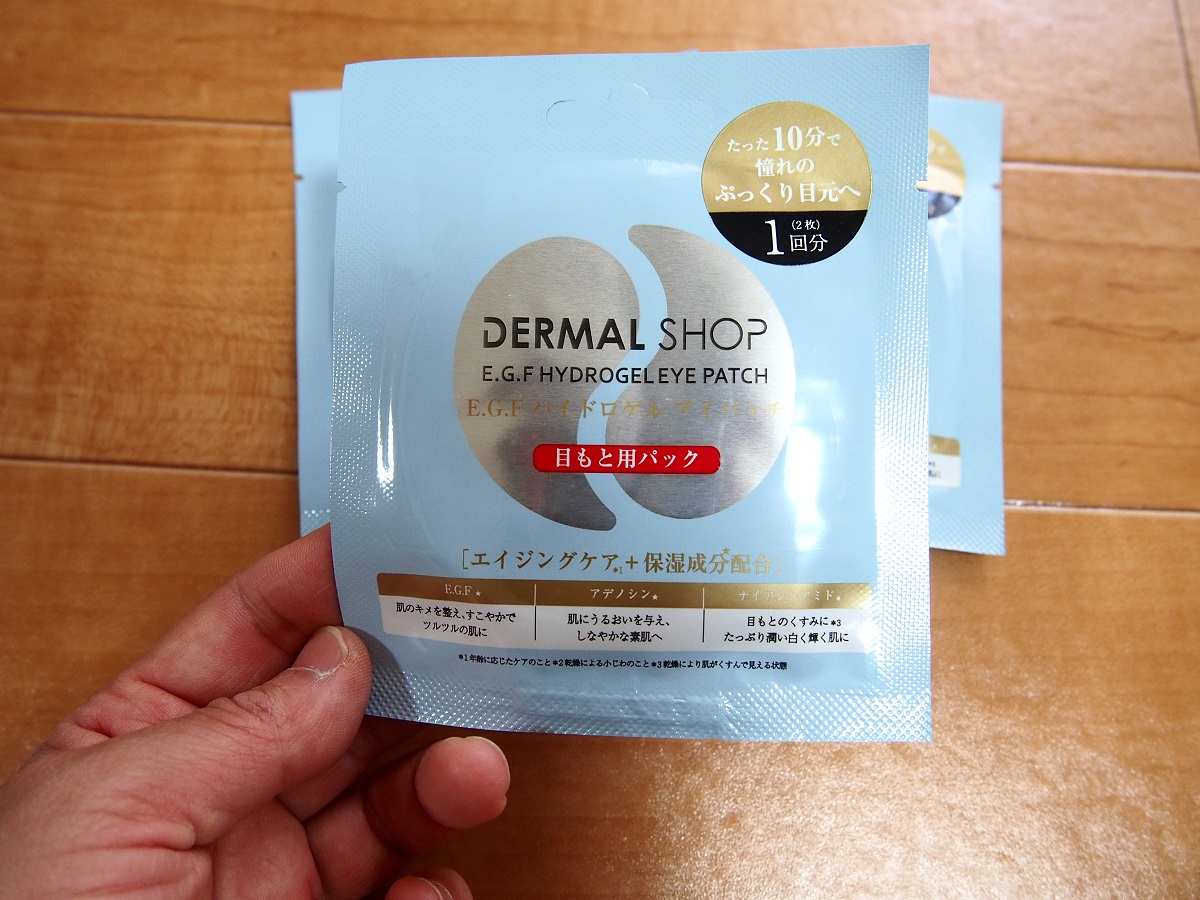 たった10分で
憧れの
ぷっくり目元へ
(2枚)
1回分
DERMAL SHOP
E.G.F HYDROGEL EYE PATCH
E.G.F ハイドロゲル アイパッチ
目もと用パック
[エイジングケア*1+保湿成分★配合]
E.G.F ★
肌のキメを整え、すこやかで
ツルツルの肌に
アデノシン★
肌にうるおいを与え、
しなやかな素肌へ
ナイアシンアミド★
目もとのくすみに*3
たっぷり潤い白く輝く肌に
*1年齢に応じたケアのこと*2乾燥による小じわのこと*3乾燥により肌がくすんで見える状態